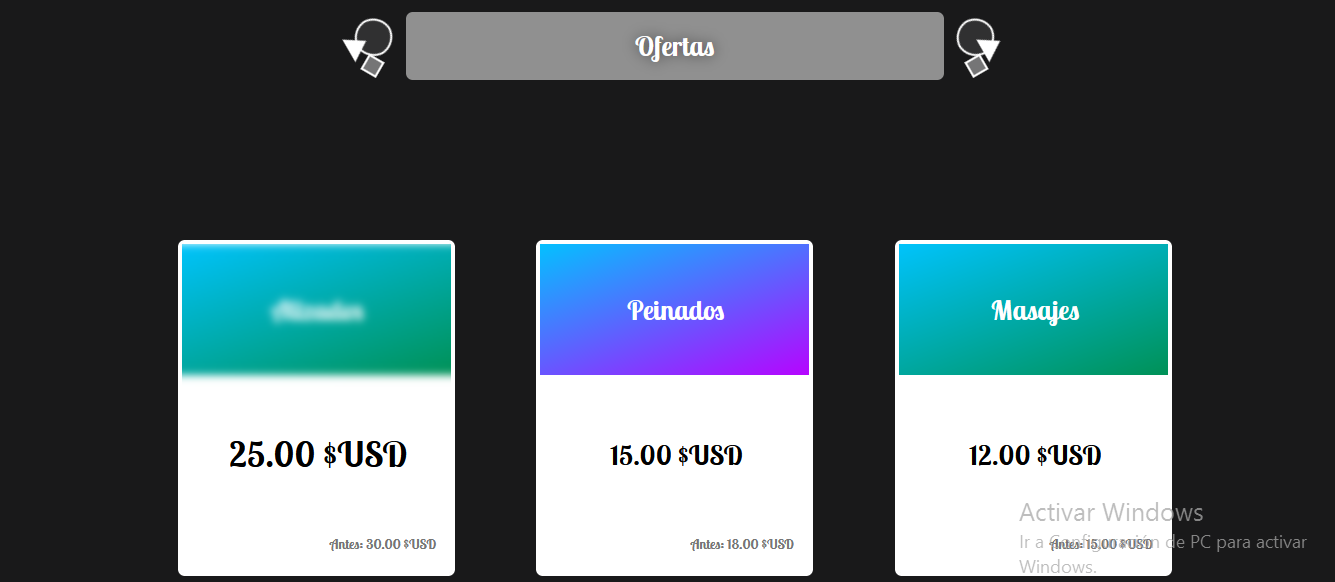 Ofertas
Alizados
Peinados
Masajes
25.00 $USD
15.00 $USD
12.00 $USD
Antes: 30.00 $USD
Antes: 18.00 $USD
Antes: 15.00 $USD
Activar Windows
Ir a Configuración de PC para activar
Windows.